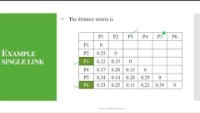 • The distance matrix is
EXAMPLE
SINGLE LINK
P1 P2 P3 P4 P5 P6
P1 0
P2 0.23 0
P3 0.22 0.15 0
P4 0.37 0.20 0.15 0
P5 0.34 0.14 0.28 0.29 0
P6 0.23 0.25 0.11 0.22 0.39 0